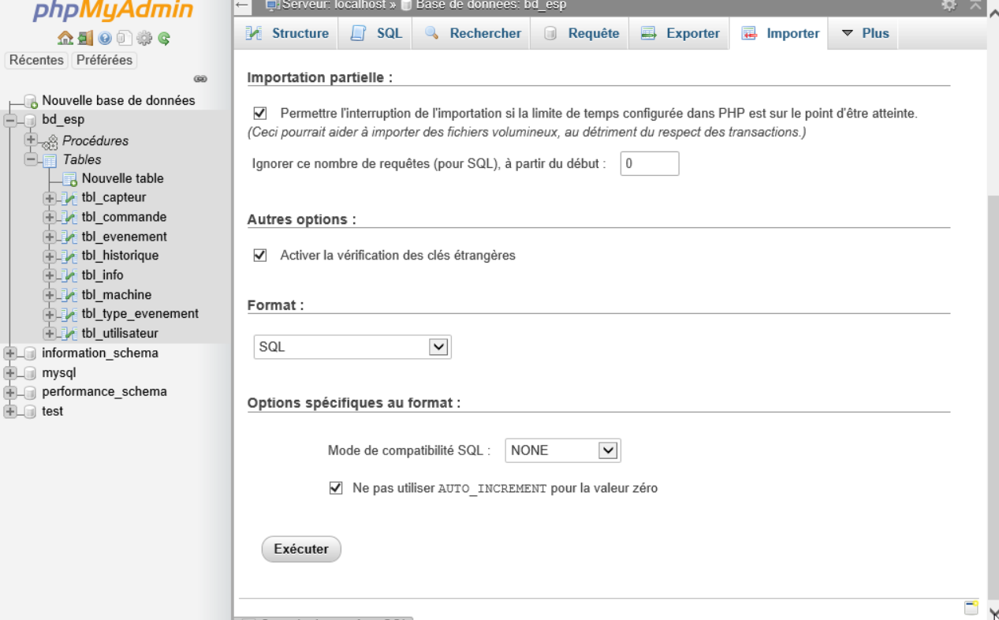 phpMyAdmin
Récentes Préférées
Nouvelle base de données
bd_esp
Procédures
Tables
Nouvelle table
tbl_capteur
tbl_commande
tbl_evenement
tbl_historique
tbl_info
tbl_machine
tbl_type_evenement
tbl_utilisateur
information_schema
mysql
performance_schema
test
Serveur: localhost » Base de données: bd_esp
Structure SQL Rechercher Requête Exporter Importer Plus
Importation partielle :
Permettre l'interruption de l'importation si la limite de temps configurée dans PHP est sur le point d'être atteinte.
(Ceci pourrait aider à importer des fichiers volumineux, au détriment du respect des transactions.)
Ignorer ce nombre de requêtes (pour SQL), à partir du début : 0
Autres options :
Activer la vérification des clés étrangères
Format :
SQL
Options spécifiques au format :
Mode de compatibilité SQL : NONE
Ne pas utiliser AUTO_INCREMENT pour la valeur zéro
Exécuter